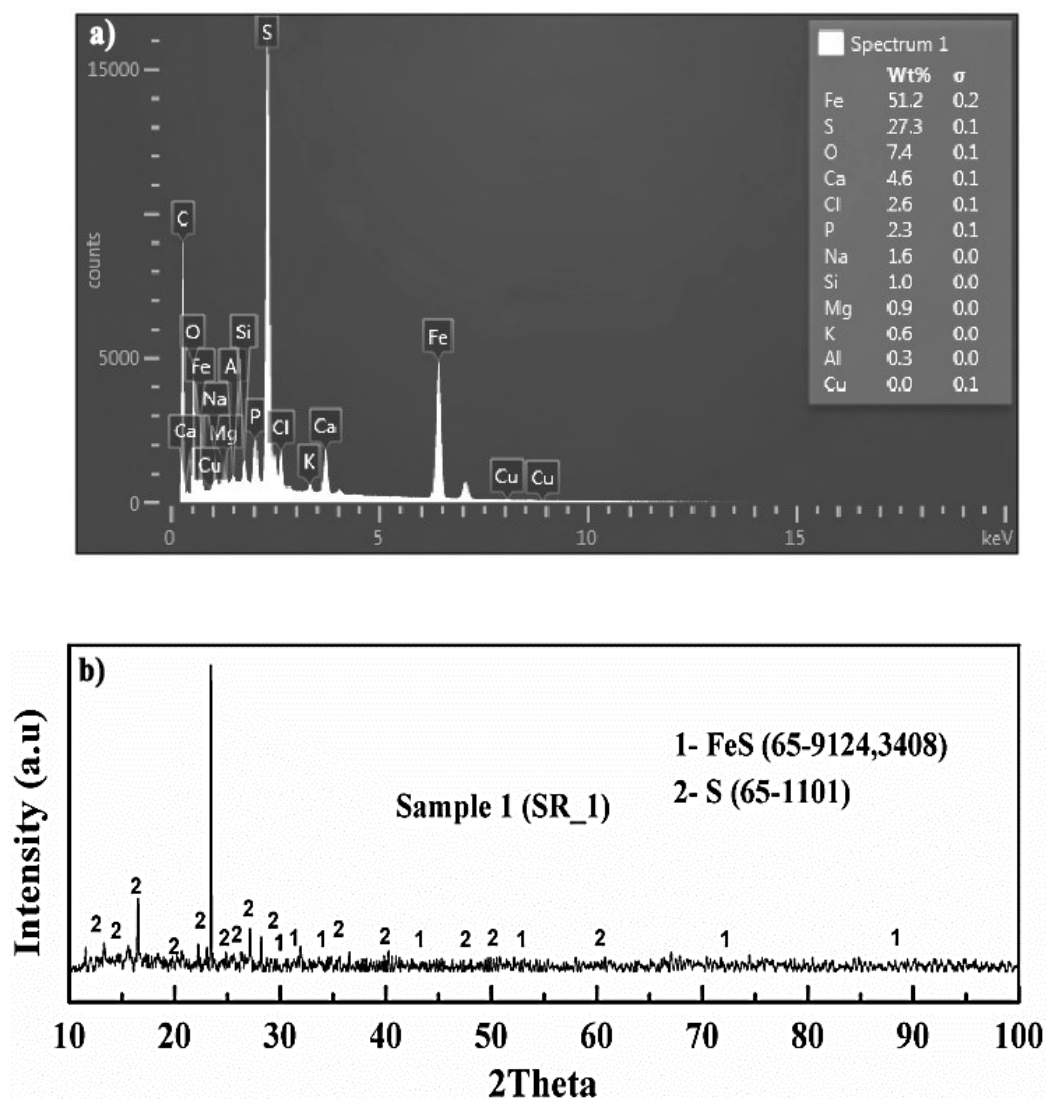 a)
S
15000
C
counts
O
Si
Fe
Al
5000
Na
Ca
Mg
P
Cl
Ca
Fe
Cu
K
Cu
Cu
0
0
5
10
15
keV
Spectrum 1
Wt% σ
Fe 51.2 0.2
S 27.3 0.1
O 7.4 0.1
Ca 4.6 0.1
Cl 2.6 0.1
P 2.3 0.1
Na 1.6 0.0
Si 1.0 0.0
Mg 0.9 0.0
K 0.6 0.0
Al 0.3 0.0
Cu 0.0 0.1
b)
Intensity (a.u)
1- FeS (65-9124,3408)
Sample 1 (SR_1)
2- S (65-1101)
2 2 2 2 2 2 2 2 2 1 1 1 2 2 1 2 2 1 2 1 1
10 20 30 40 50 60 70 80 90 100
2Theta